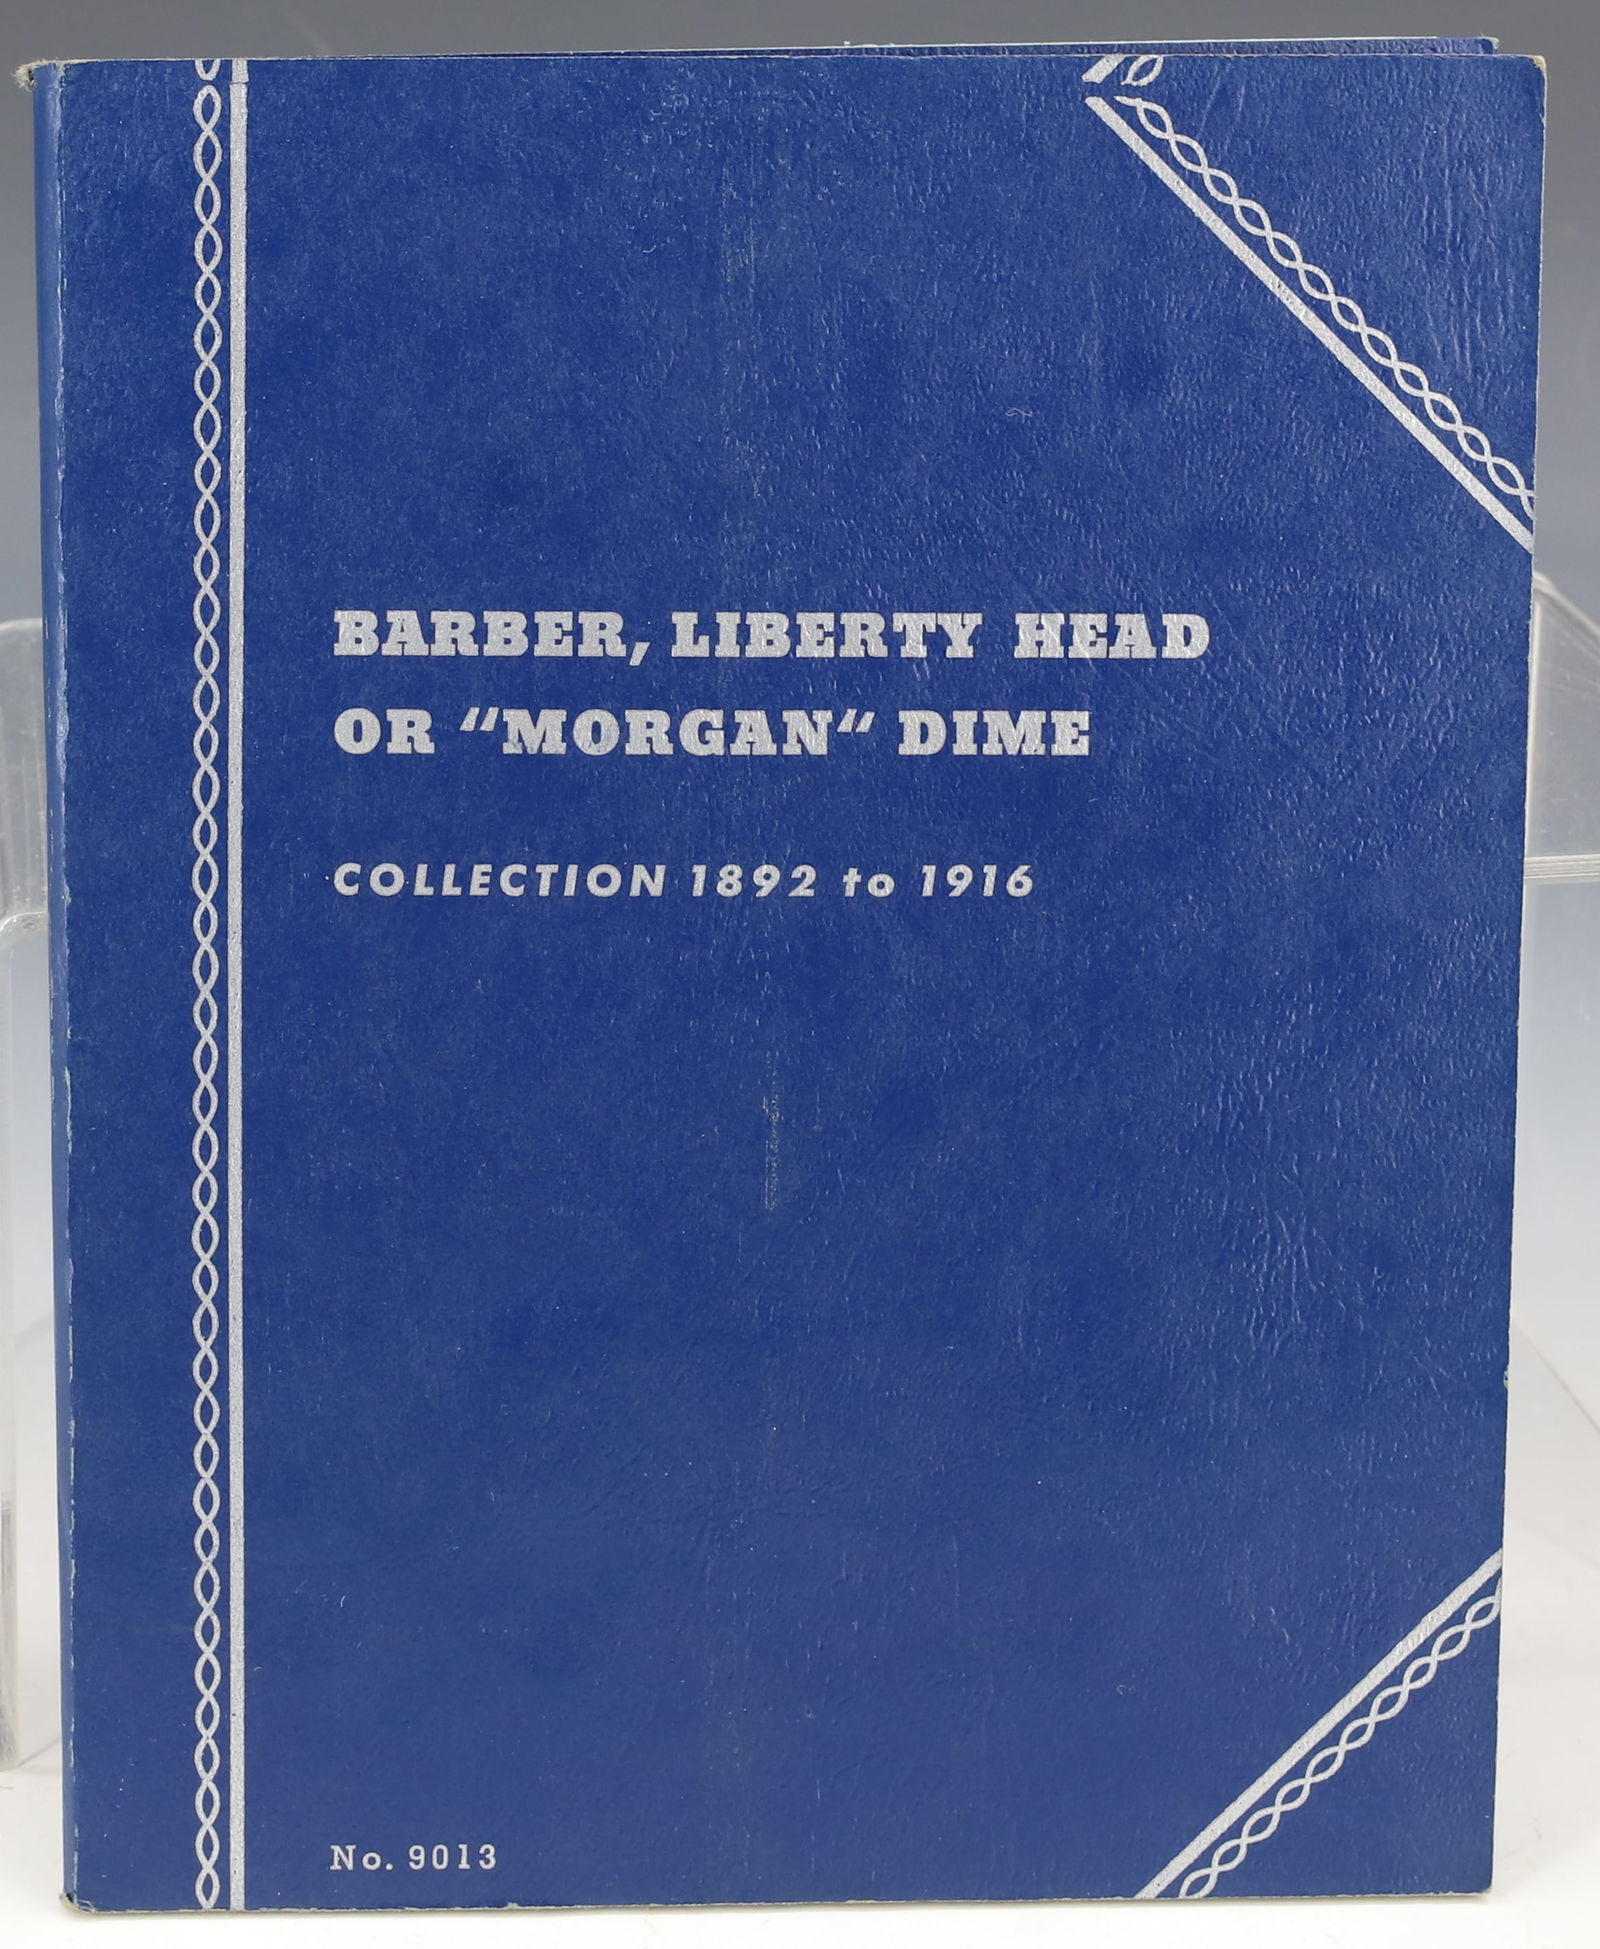 BARBER, LIBERTY HEAD
OR “MORGAN“ DIME
COLLECTION 1892 to 1916
No. 9013